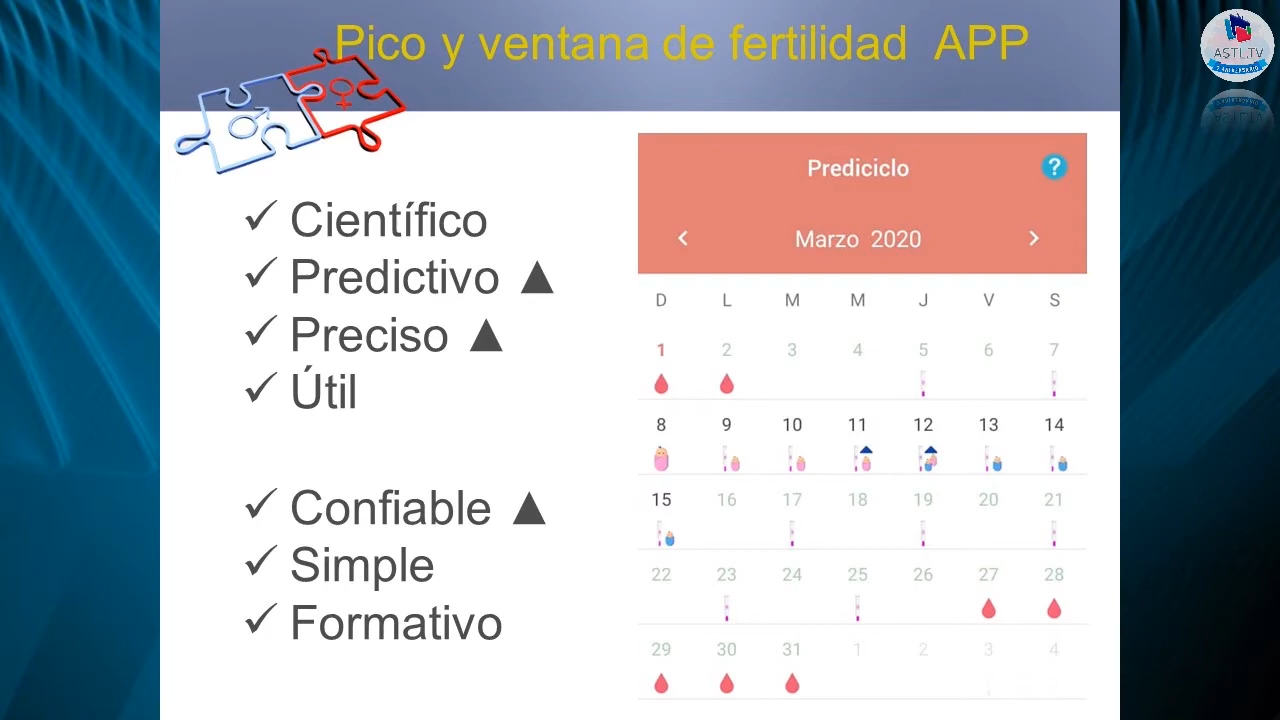 Pico y ventana de fertilidad APP
ASTL.TV
Científico
Predictivo ▲
Preciso ▲
Útil
Confiable ▲
Simple
Formativo
Prediciclo ?
< Marzo 2020 >
D L M M J V S
1 2 3 4 5 6 7
8 9 10 11 12 13 14
15 16 17 18 19 20 21
22 23 24 25 26 27 28
29 30 31 1 2 3 4